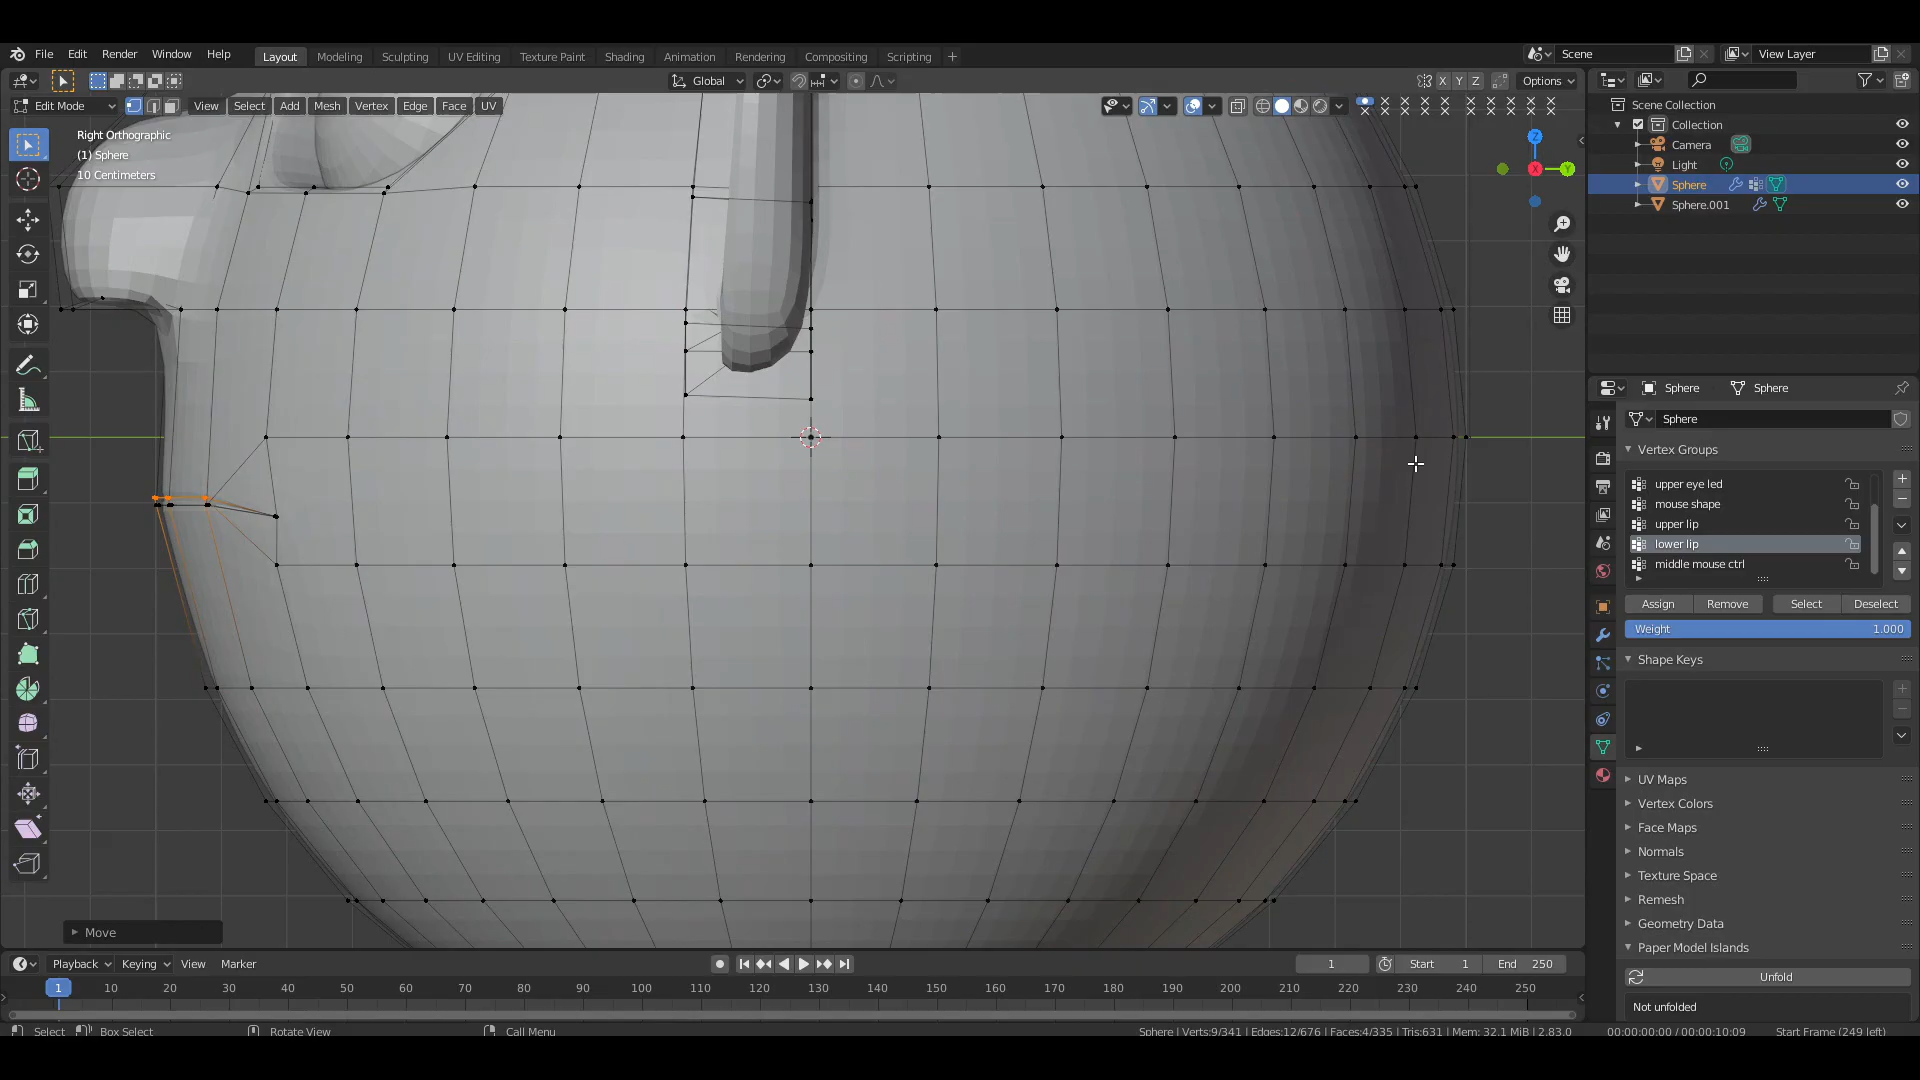 File Edit Render Window Help Layout Modeling Sculpting UV Editing Texture Paint Shading Animation Rendering Compositing Scripting + Scene View Layer
Global X Y Z Options
Edit Mode View Select Add Mesh Vertex Edge Face UV
Right Orthographic
(1) Sphere
10 Centimeters
Z
X
Y
Scene Collection
Collection
Camera
Light
Sphere
Sphere.001
Sphere Sphere
Sphere
Vertex Groups
upper eye led
mouse shape
upper lip
lower lip
middle mouse ctrl
Assign Remove Select Deselect
Weight 1.000
Shape Keys
UV Maps
Vertex Colors
Face Maps
Normals
Texture Space
Remesh
Geometry Data
Paper Model Islands
Unfold
Not unfolded
Move
Playback Keying View Marker 1 Start 1 End 250
1 10 20 30 40 50 60 70 80 90 100 110 120 130 140 150 160 170 180 190 200 210 220 230 240 250
Select Box Select Rotate View Call Menu Sphere | Verts:9/341 | Edges:12/676 | Faces:4/335 | Tris:631 | Mem: 32.1 MiB | 2.83.0 00:00:00:00 / 00:00:10:09 Start Frame (249 left)